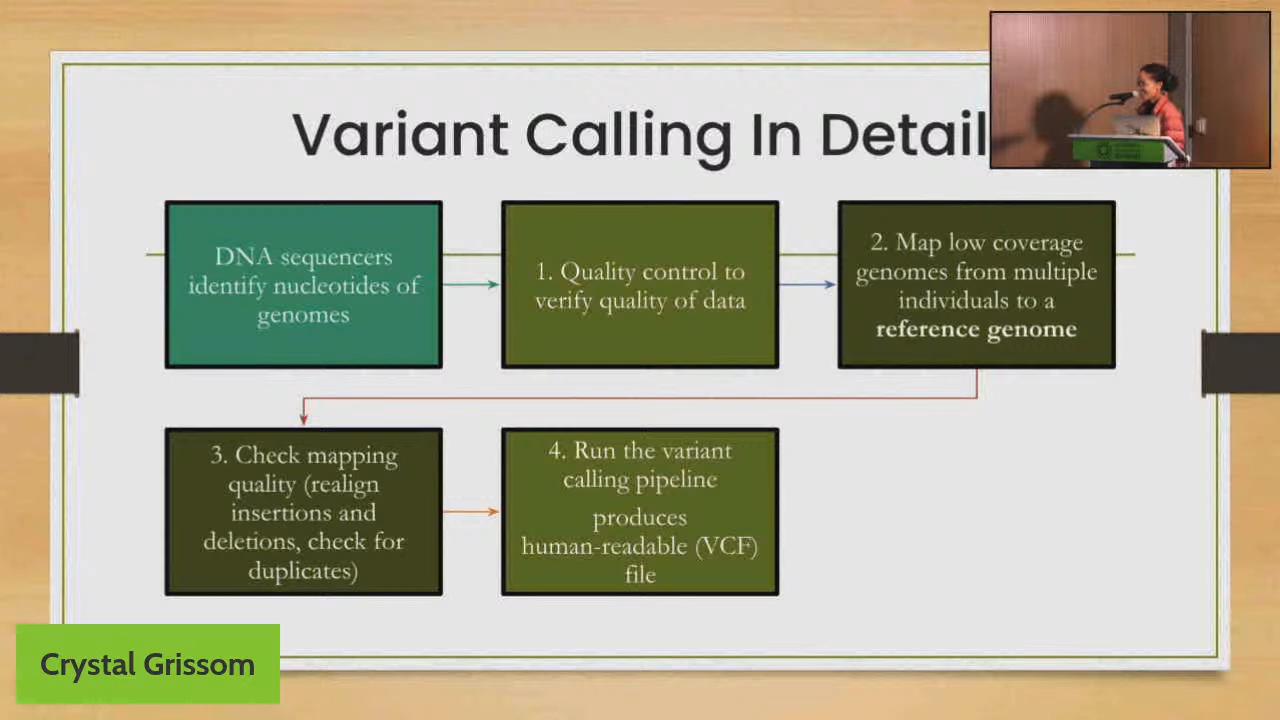 Variant Calling In Detail
DNA sequencers
identify nucleotides of
genomes
1. Quality control to
verify quality of data
2. Map low coverage
genomes from multiple
individuals to a
reference genome
3. Check mapping
quality (realign
insertions and
deletions, check for
duplicates)
4. Run the variant
calling pipeline
produces
human-readable (VCF)
file
Crystal Grissom